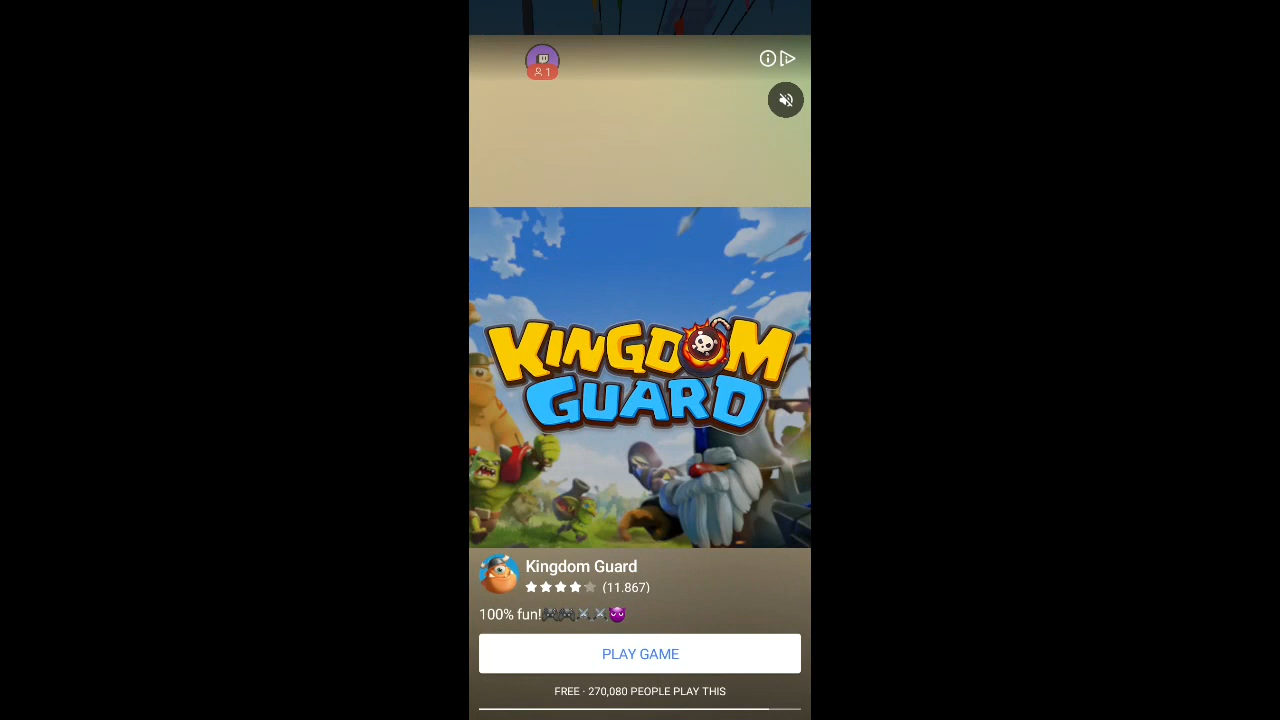 1
KINGDOM
GUARD
Kingdom Guard
(11.867)
100% fun!🎮🎮⚔⚔😈
PLAY GAME
FREE · 270,080 PEOPLE PLAY THIS